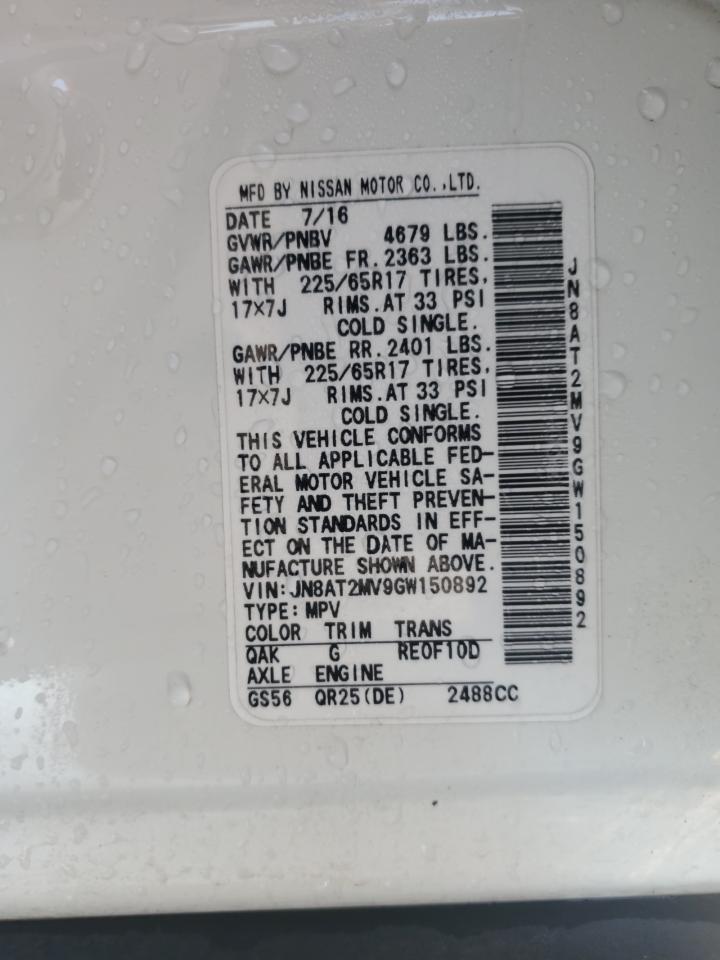 MFD BY NISSAN MOTOR CO.,LTD.
DATE 7/16
GVWR/PNBV 4679 LBS.
GAWR/PNBE FR. 2363 LBS.
WITH 225/65R17 TIRES,
17×7J RIMS.AT 33 PSI
COLD SINGLE.
GAWR/PNBE RR. 2401 LBS.
WITH 225/65R17 TIRES,
17×7J RIMS.AT 33 PSI
COLD SINGLE.
THIS VEHICLE CONFORMS
TO ALL APPLICABLE FED-
ERAL MOTOR VEHICLE SA-
FETY AND THEFT PREVEN-
TION STANDARDS IN EFF-
ECT ON THE DATE OF MA-
NUFACTURE SHOWN ABOVE.
VIN:JN8AT2MV9GW150892
TYPE:MPV
COLOR TRIM TRANS
QAK G RE0F10D
AXLE ENGINE
GS56 QR25(DE) 2488CC
JN8AT2MV9GW150892